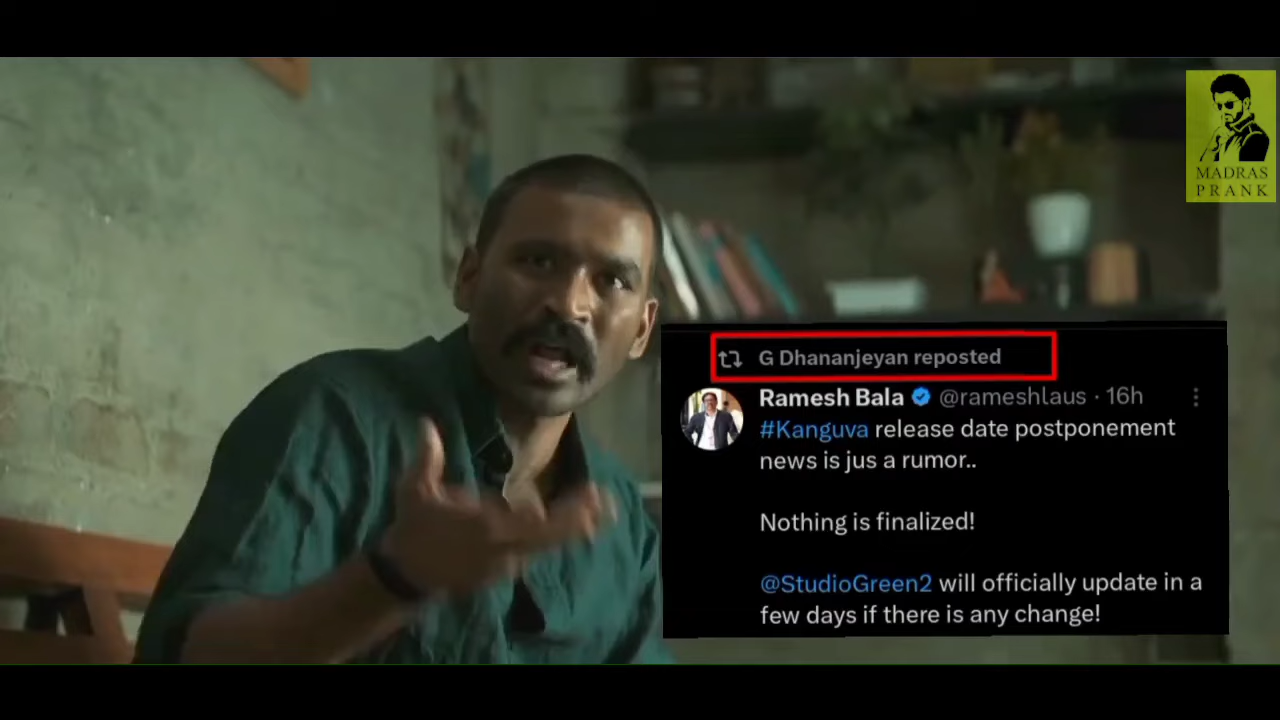 MADRAS
PRANK
G Dhananjeyan reposted
Ramesh Bala @rameshlaus · 16h
#Kanguva release date postponement
news is jus a rumor..
Nothing is finalized!
@StudioGreen2 will officially update in a
few days if there is any change!